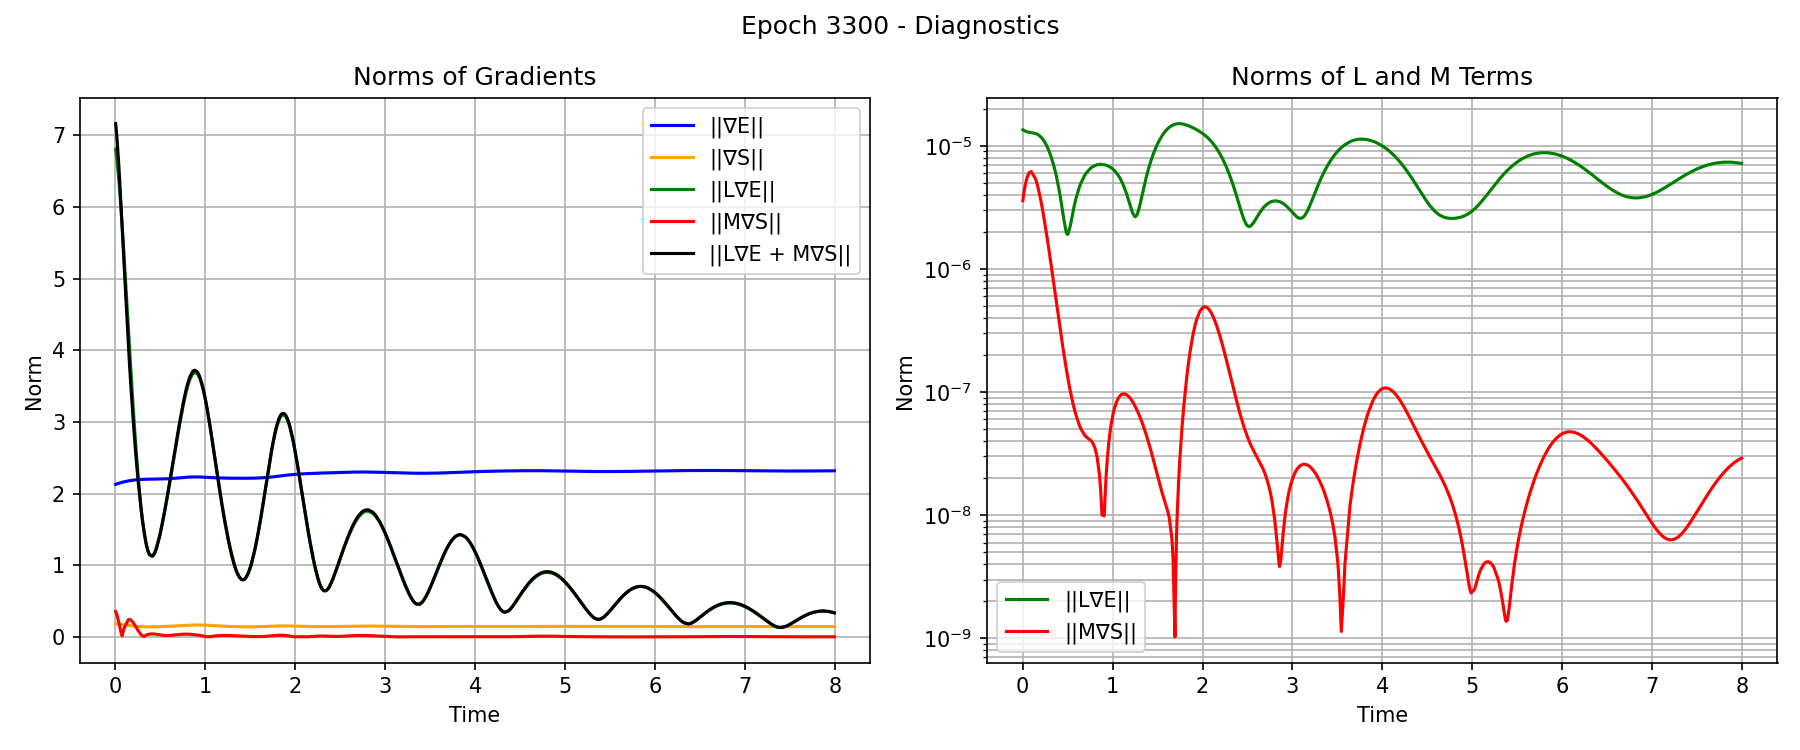 Epoch 3300 - Diagnostics
Norms of Gradients
Norm
7
6
5
4
3
2
1
0
||∇E||
||∇S||
||L∇E||
||M∇S||
||L∇E + M∇S||
0 1 2 3 4 5 6 7 8
Time
Norms of L and M Terms
Norm
10⁻⁵
10⁻⁶
10⁻⁷
10⁻⁸
10⁻⁹
||L∇E||
||M∇S||
0 1 2 3 4 5 6 7 8
Time